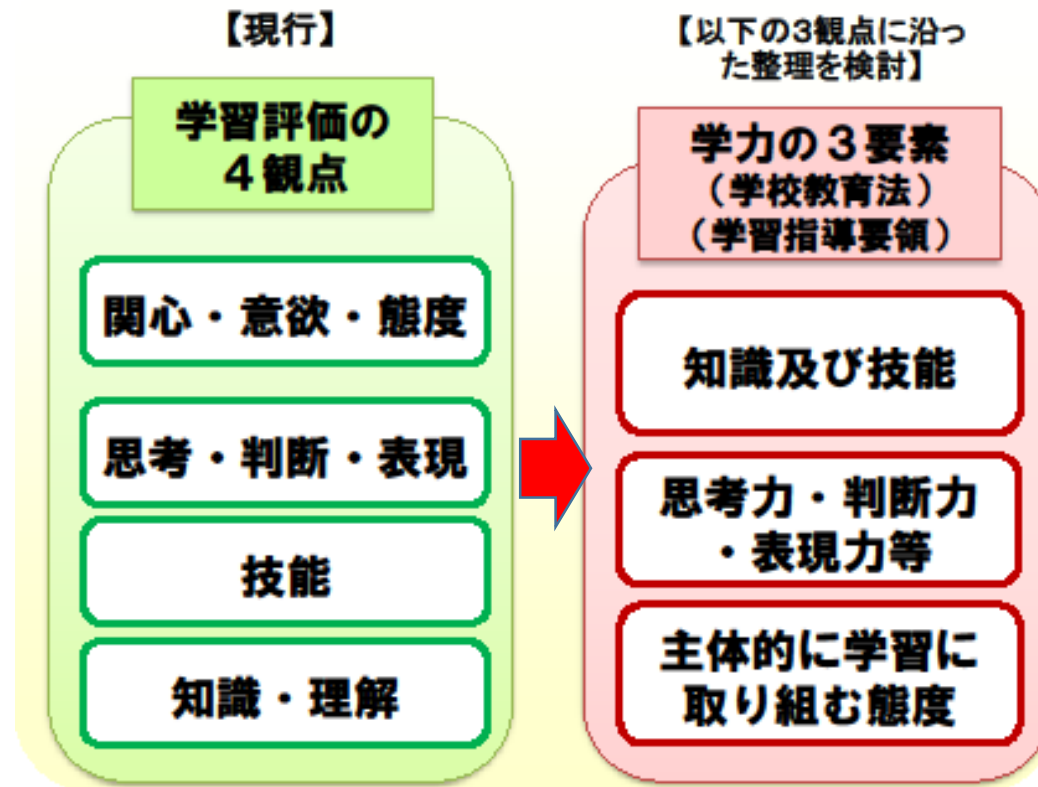 【現行】
学習評価の
４観点
関心・意欲・態度
思考・判断・表現
技能
知識・理解
【以下の3観点に沿っ
た整理を検討】
学力の３要素
（学校教育法）
（学習指導要領）
知識及び技能
思考力・判断力
・表現力等
主体的に学習に
取り組む態度